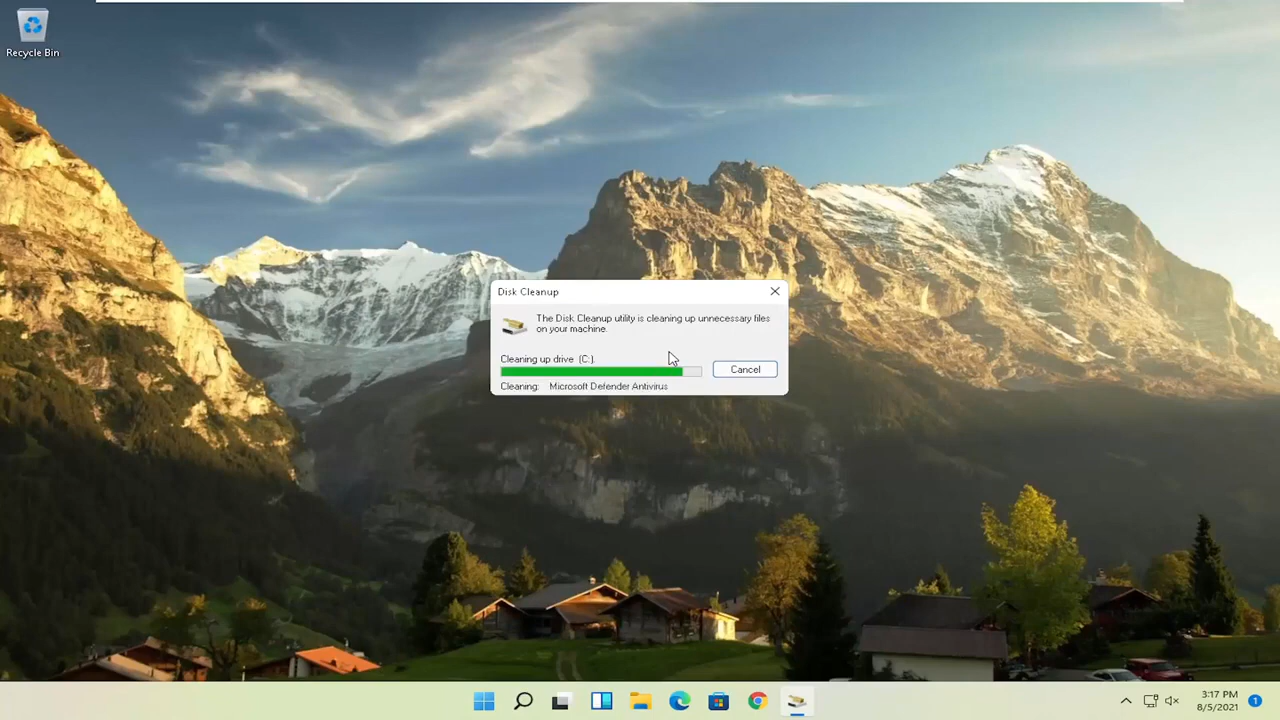 Recycle Bin
Disk Cleanup
The Disk Cleanup utility is cleaning up unnecessary files
on your machine.
Cleaning up drive (C:).
Cancel
Cleaning: Microsoft Defender Antivirus
3:17 PM
8/5/2021
1